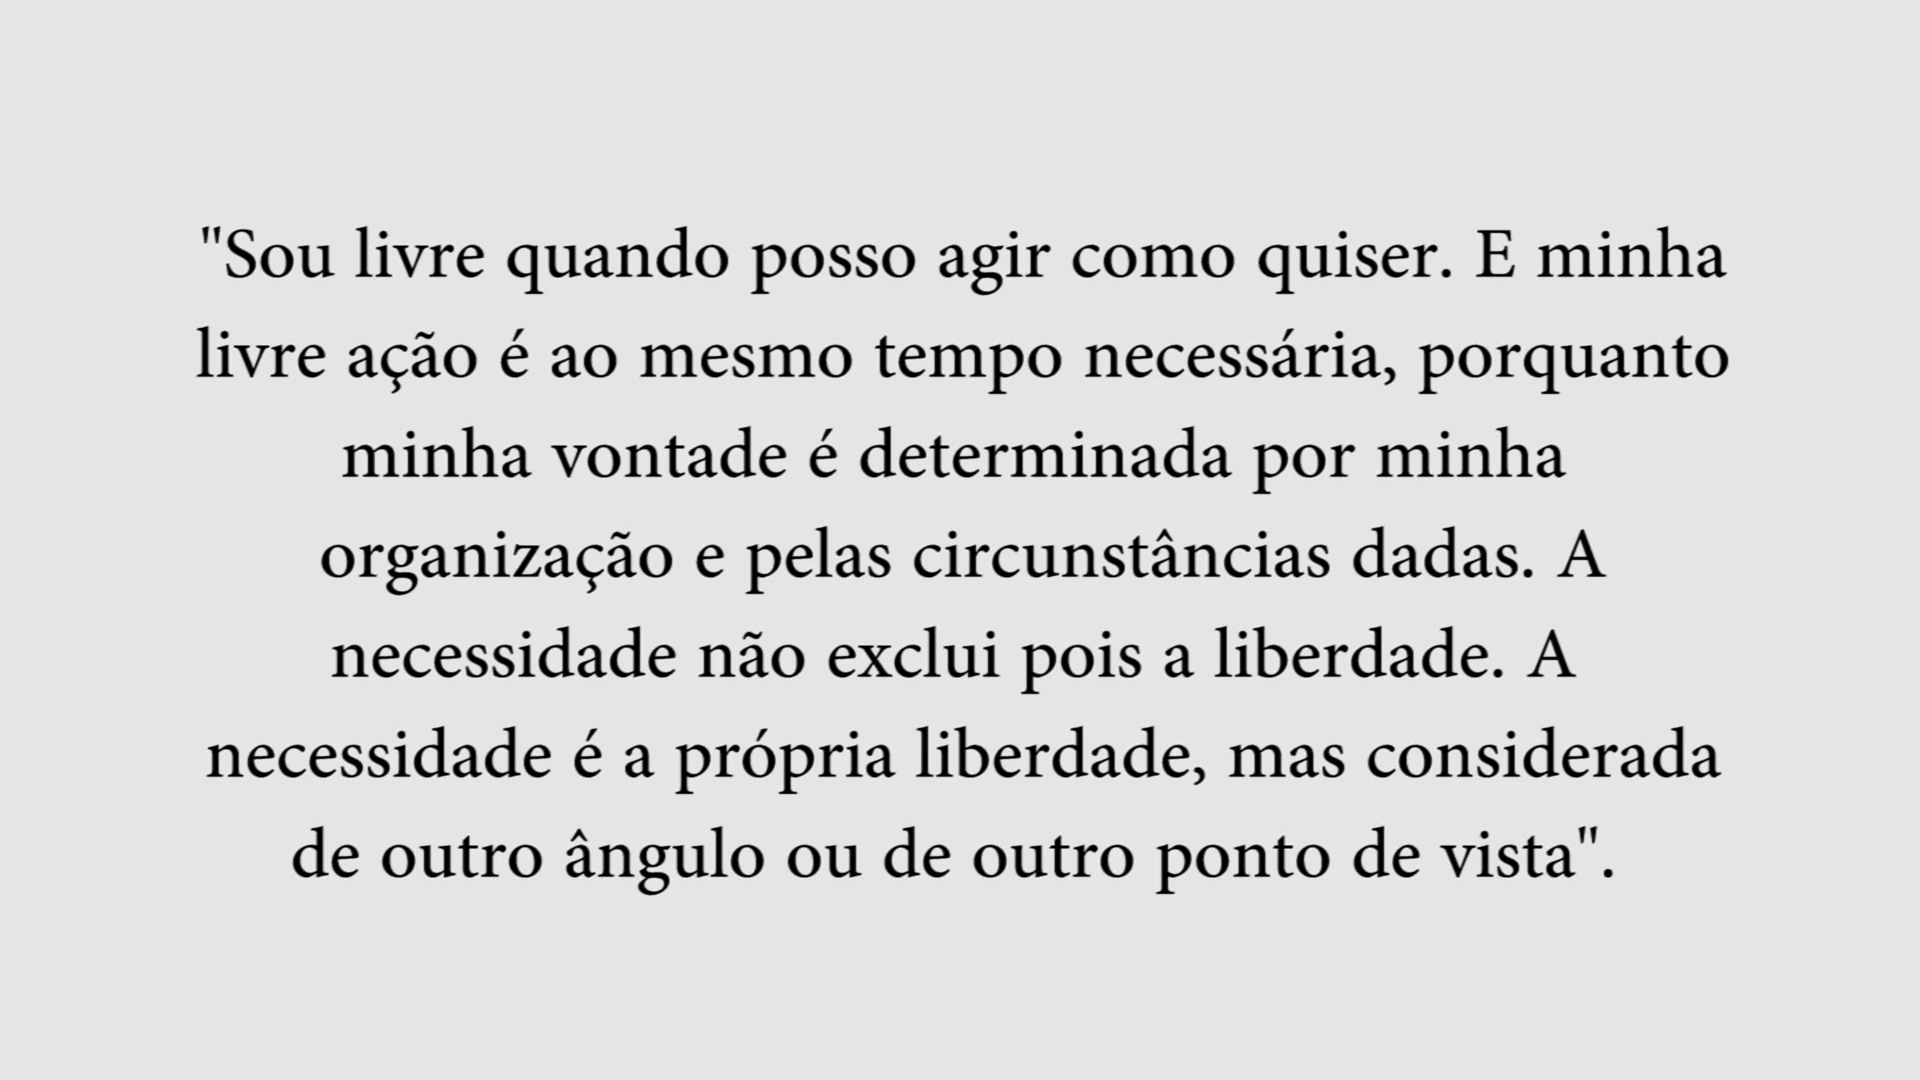 "Sou livre quando posso agir como quiser. E minha
livre ação é ao mesmo tempo necessária, porquanto
minha vontade é determinada por minha
organização e pelas circunstâncias dadas. A
necessidade não exclui pois a liberdade. A
necessidade é a própria liberdade, mas considerada
de outro ângulo ou de outro ponto de vista".